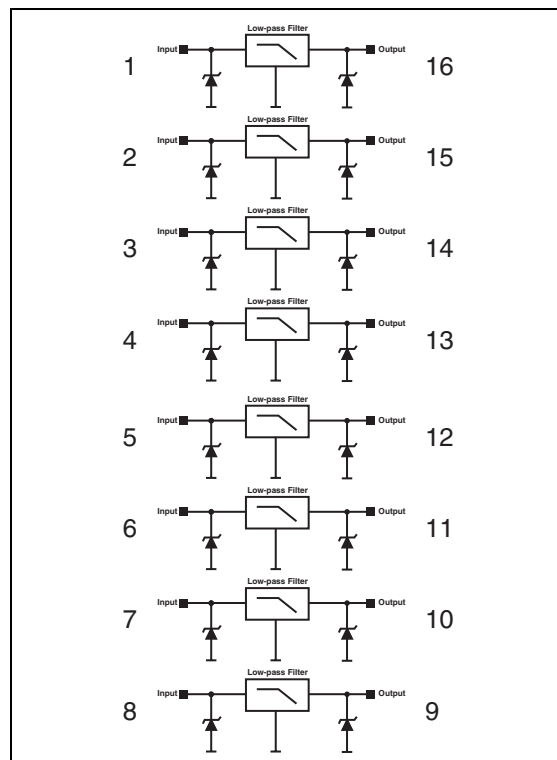 Low-pass Filter
1 Input Output 16
Low-pass Filter
2 Input Output 15
Low-pass Filter
3 Input Output 14
Low-pass Filter
4 Input Output 13
Low-pass Filter
5 Input Output 12
Low-pass Filter
6 Input Output 11
Low-pass Filter
7 Input Output 10
Low-pass Filter
8 Input Output 9